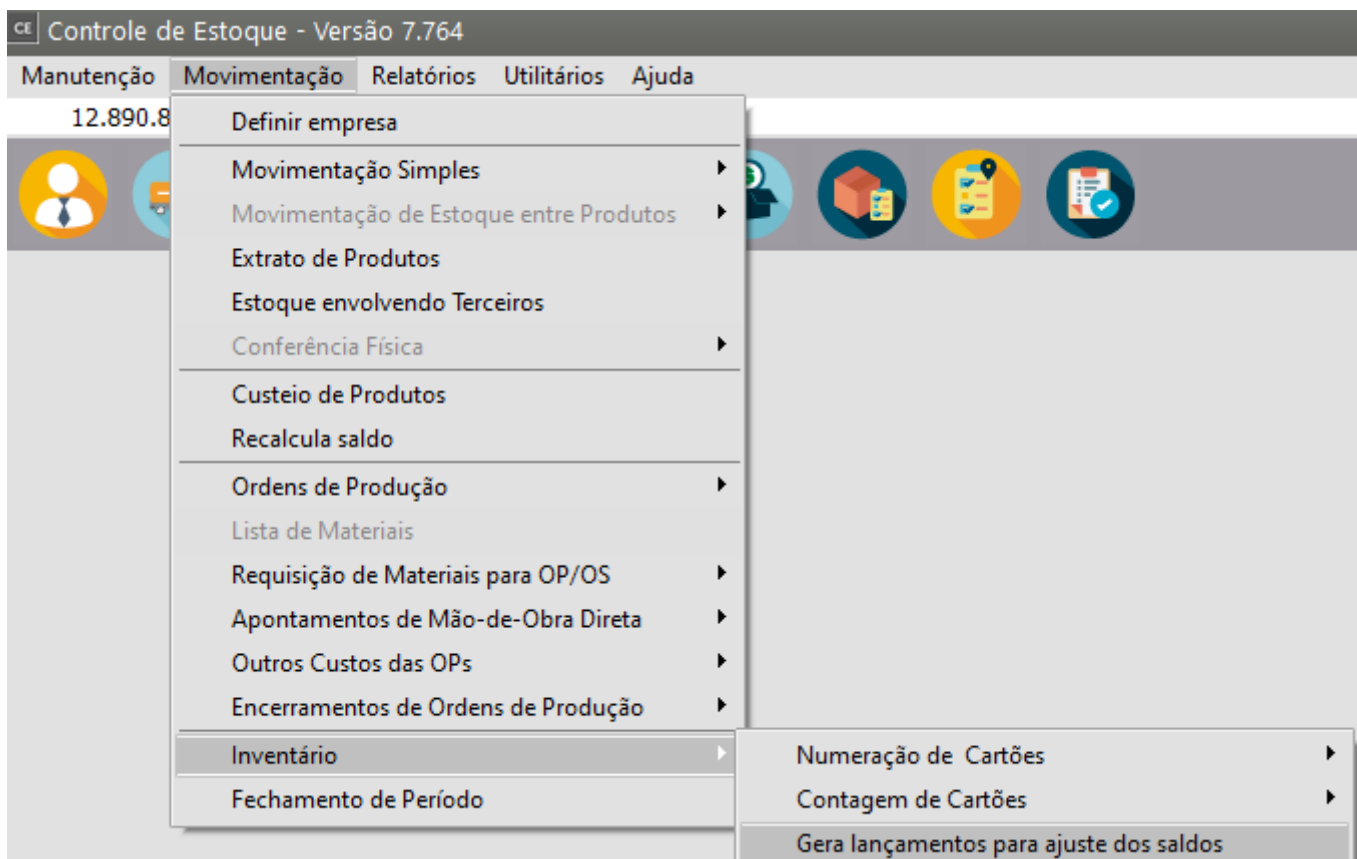 CE Controle de Estoque - Versão 7.764
Manutenção Movimentação Relatórios Utilitários Ajuda
12.890.8
Definir empresa
Movimentação Simples
Movimentação de Estoque entre Produtos
Extrato de Produtos
Estoque envolvendo Terceiros
Conferência Física
Custeio de Produtos
Recalcula saldo
Ordens de Produção
Lista de Materiais
Requisição de Materiais para OP/OS
Apontamentos de Mão-de-Obra Direta
Outros Custos das OPs
Encerramentos de Ordens de Produção
Inventário
Fechamento de Período
Numeração de  Cartões
Contagem de Cartões
Gera lançamentos para ajuste dos saldos